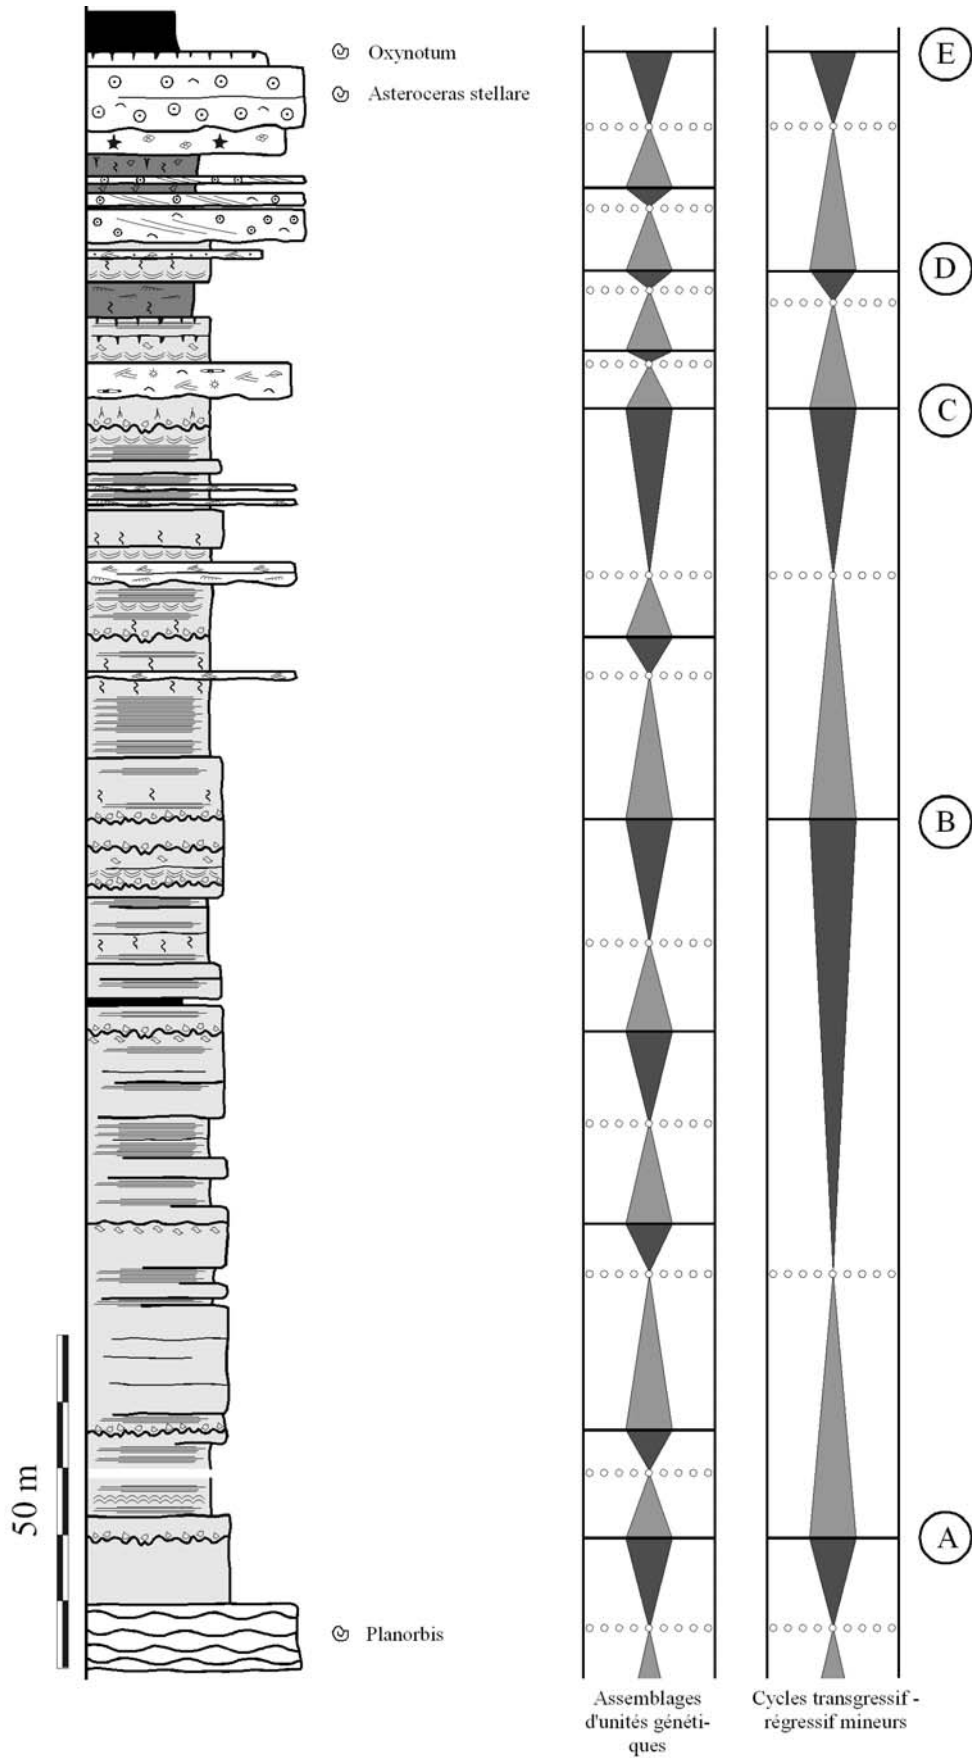 Oxynotum
E
Asteroceras stellare
D
C
B
50 m
A
Planorbis
Assemblages
d'unités généti-
ques
Cycles transgressif -
régressif mineurs